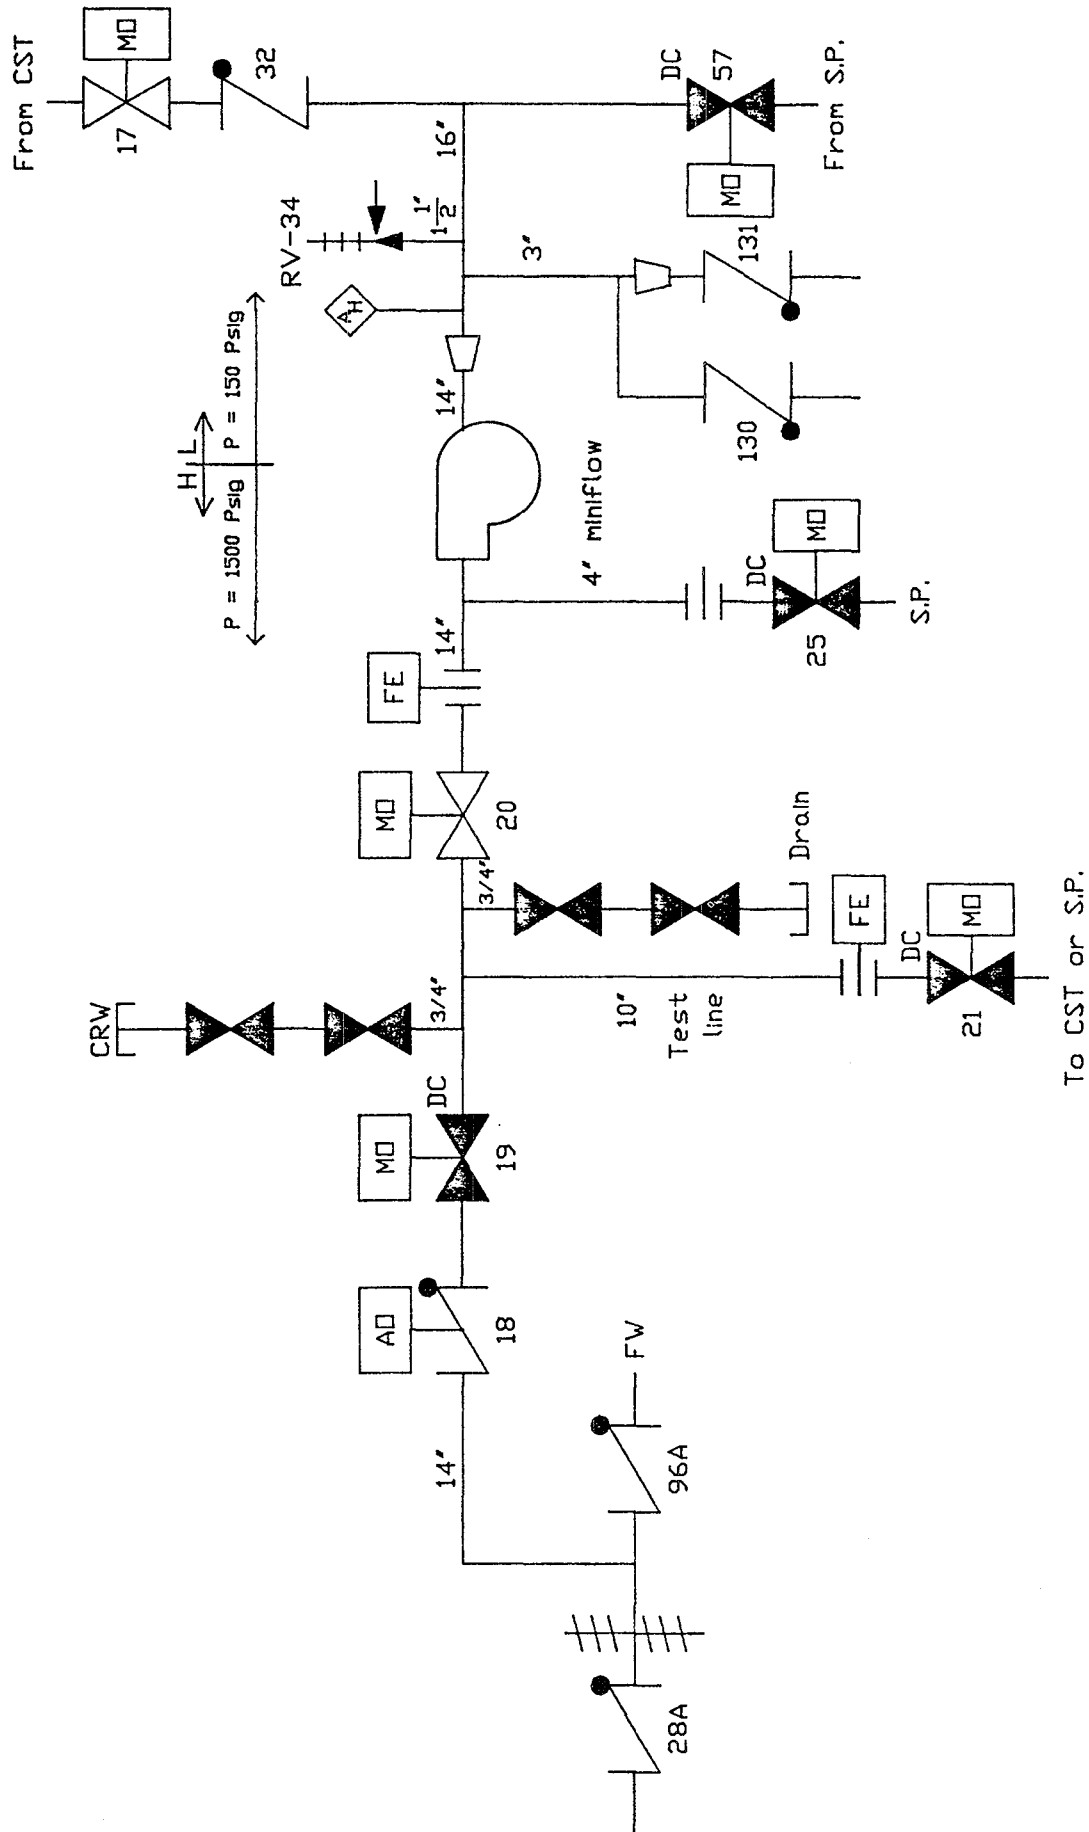 From CST
MO
17
32
DC
57
MO
From S.P.
16"
1 1/2"
RV-34
3"
131
130
AH
14"
H L
P = 1500 Psig
P = 150 Psig
4" miniflow
DC
MO
25
S.P.
14"
FE
MO
20
3/4"
Drain
FE
DC
MO
21
To CST or S.P.
10"
Test
line
3/4"
CRW
DC
MO
19
AO
18
14"
FW
96A
28A